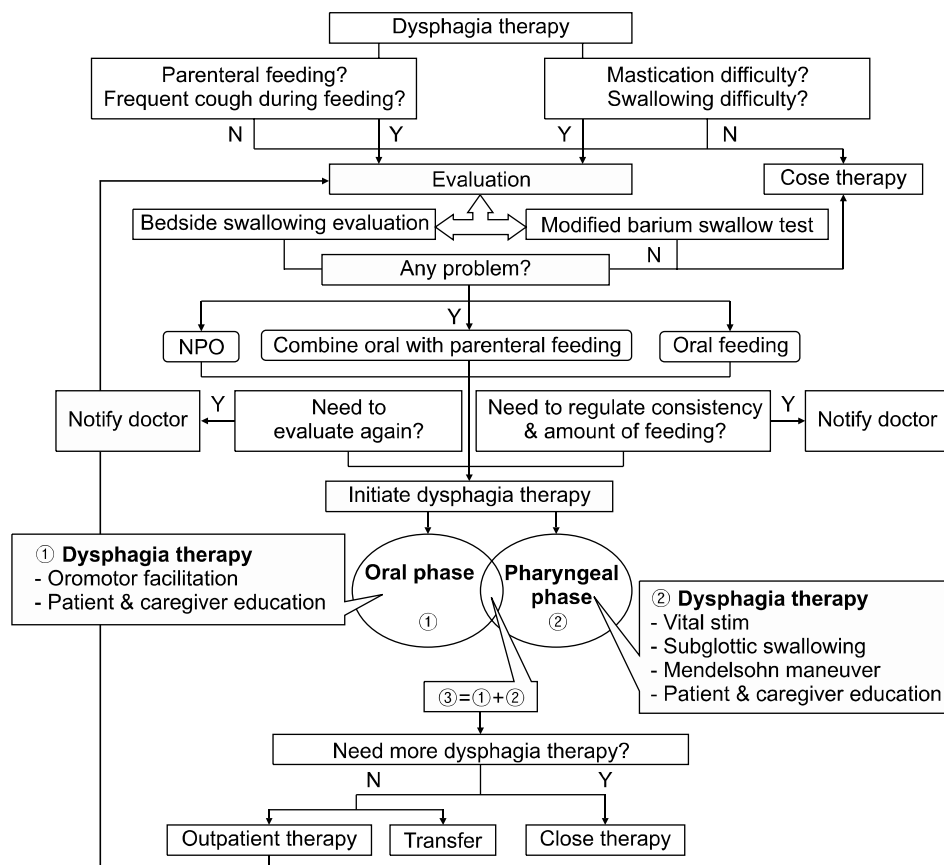 Dysphagia therapy
Parenteral feeding?
Frequent cough during feeding?
Mastication difficulty?
Swallowing difficulty?
N
Y
Y
N
Evaluation
Cose therapy
Bedside swallowing evaluation
Modified barium swallow test
Any problem?
N
Y
NPO
Combine oral with parenteral feeding
Oral feeding
Notify doctor
Y
Need to
evaluate again?
Need to regulate consistency
& amount of feeding?
Y
Notify doctor
Initiate dysphagia therapy
① Dysphagia therapy
- Oromotor facilitation
- Patient & caregiver education
Oral phase
①
Pharyngeal
phase
②
② Dysphagia therapy
- Vital stim
- Subglottic swallowing
- Mendelsohn maneuver
- Patient & caregiver education
③=①+②
Need more dysphagia therapy?
N
Y
Outpatient therapy
Transfer
Close therapy